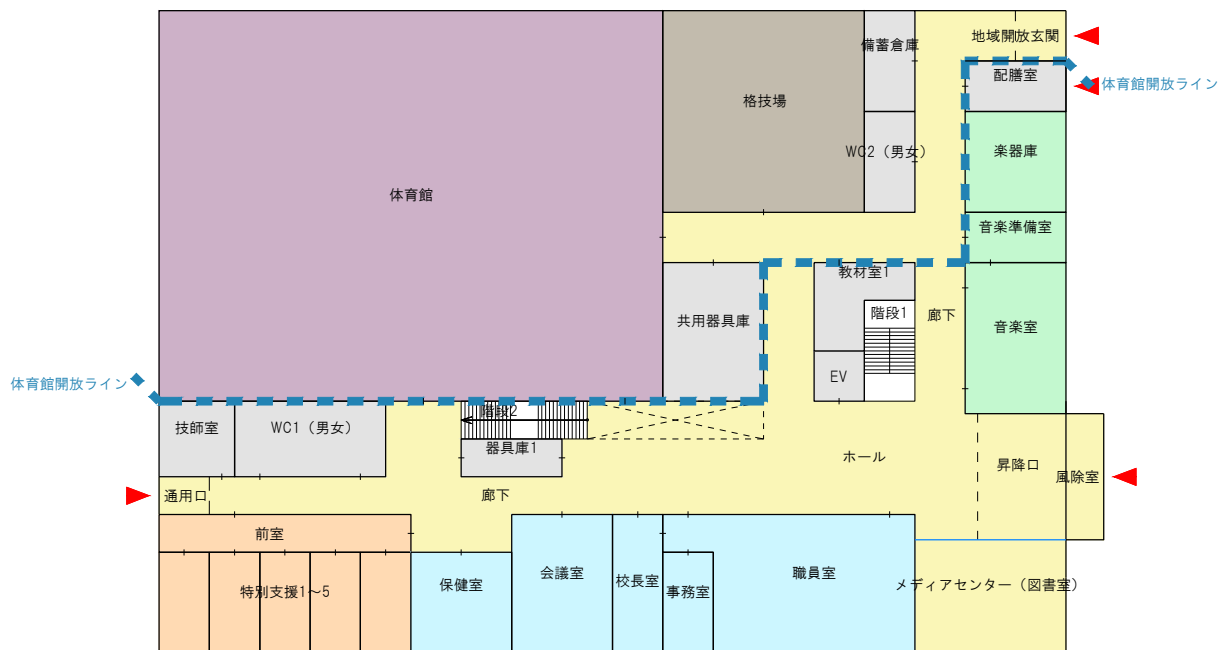 備蓄倉庫
地域開放玄関
配膳室
体育館開放ライン
格技場
WC2（男女）
楽器庫
体育館
音楽準備室
教材室1
階段1
廊下
音楽室
共用器具庫
EV
体育館開放ライン
階段2
技師室
WC1（男女）
器具庫1
ホール
昇降口
風除室
通用口
廊下
前室
特別支援1～5
保健室
会議室
校長室
事務室
職員室
メディアセンター（図書室）